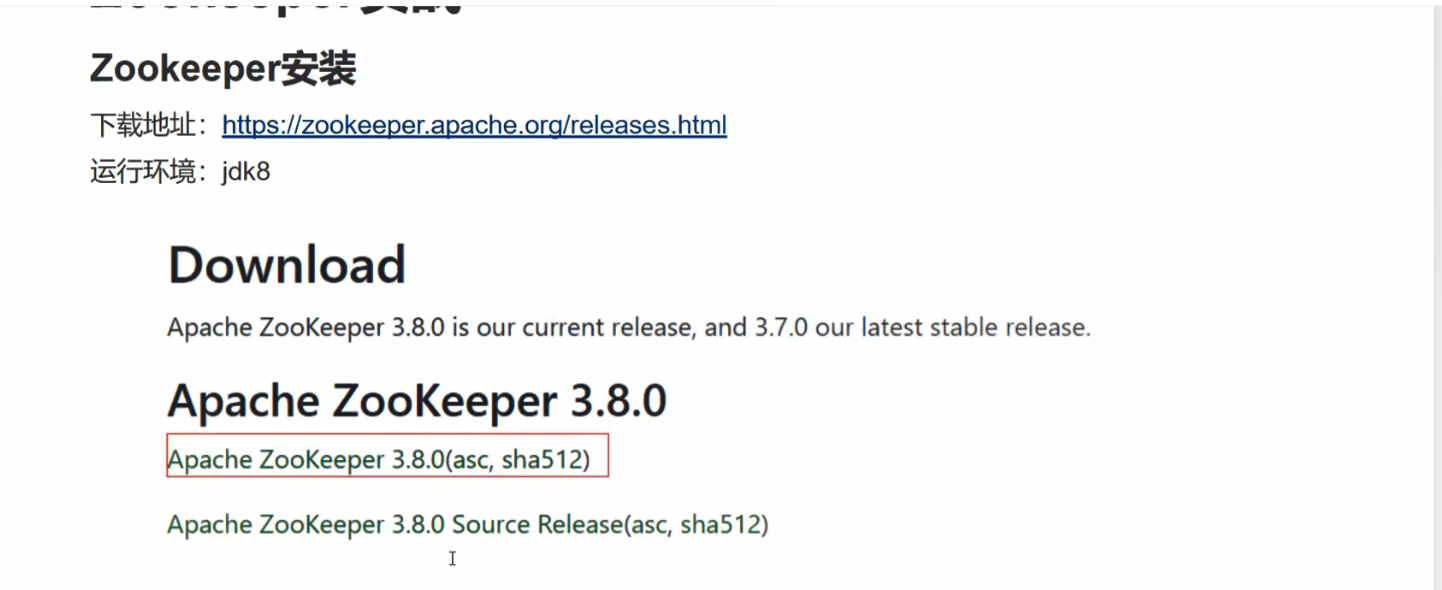 Zookeeper安装
下载地址：https://zookeeper.apache.org/releases.html
运行环境：jdk8
Download
Apache ZooKeeper 3.8.0 is our current release, and 3.7.0 our latest stable release.
Apache ZooKeeper 3.8.0
Apache ZooKeeper 3.8.0(asc, sha512)
Apache ZooKeeper 3.8.0 Source Release(asc, sha512)